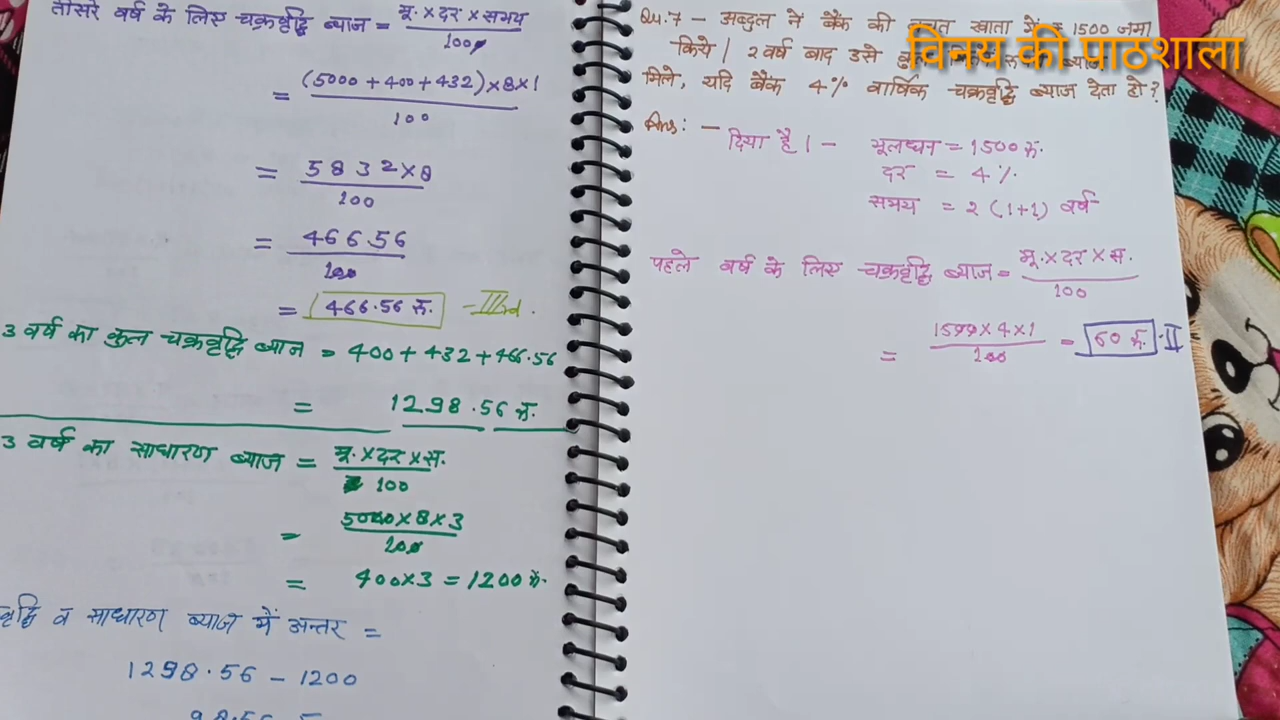 तीसरे वर्ष के लिए चक्रवृद्धि ब्याज = मू. × दर × समय
100
= (5000 + 400 + 432) × 8 × 1
100
= 5832 × 8
100
= 466.56
100
= 466.56 रु. - IIIrd.
3 वर्ष का कुल चक्रवृद्धि ब्याज = 400 + 432 + 466.56
= 1298.56 रु.
3 वर्ष का साधारण ब्याज = मू. × दर × स.
100
= 5000 × 8 × 3
100
= 400 × 3 = 1200 रु.
व साधारण ब्याज में अन्तर =
1298.56 - 1200
विनय की पाठशाला
Qu.7 - अब्दुल ने बैंक की बचत खाता में 1500 जमा
किये । 2 वर्ष बाद उसे
मिले, यदि बैंक 4% वार्षिक चक्रवृद्धि ब्याज देता हो ?
दिया है । - मूलधन = 1500 रु.
दर = 4 %
समय = 2 (1+1) वर्ष
पहले वर्ष के लिए चक्रवृद्धि ब्याज = मू. × दर × स.
100
= 1500 × 4 × 1
100
= 60 रु. - II